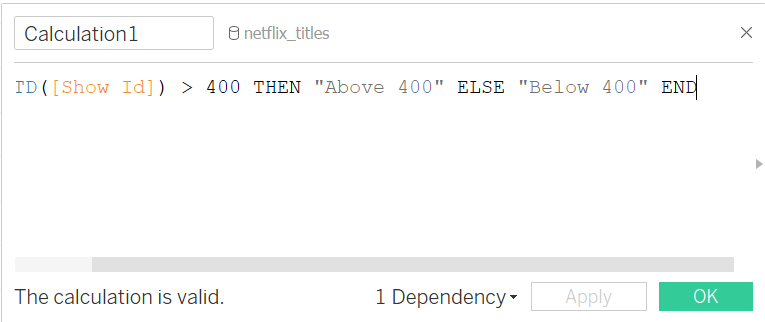 Calculation1 netflix_titles
TD([Show Id]) > 400 THEN "Above 400" ELSE "Below 400" END
The calculation is valid. 1 Dependency Apply OK